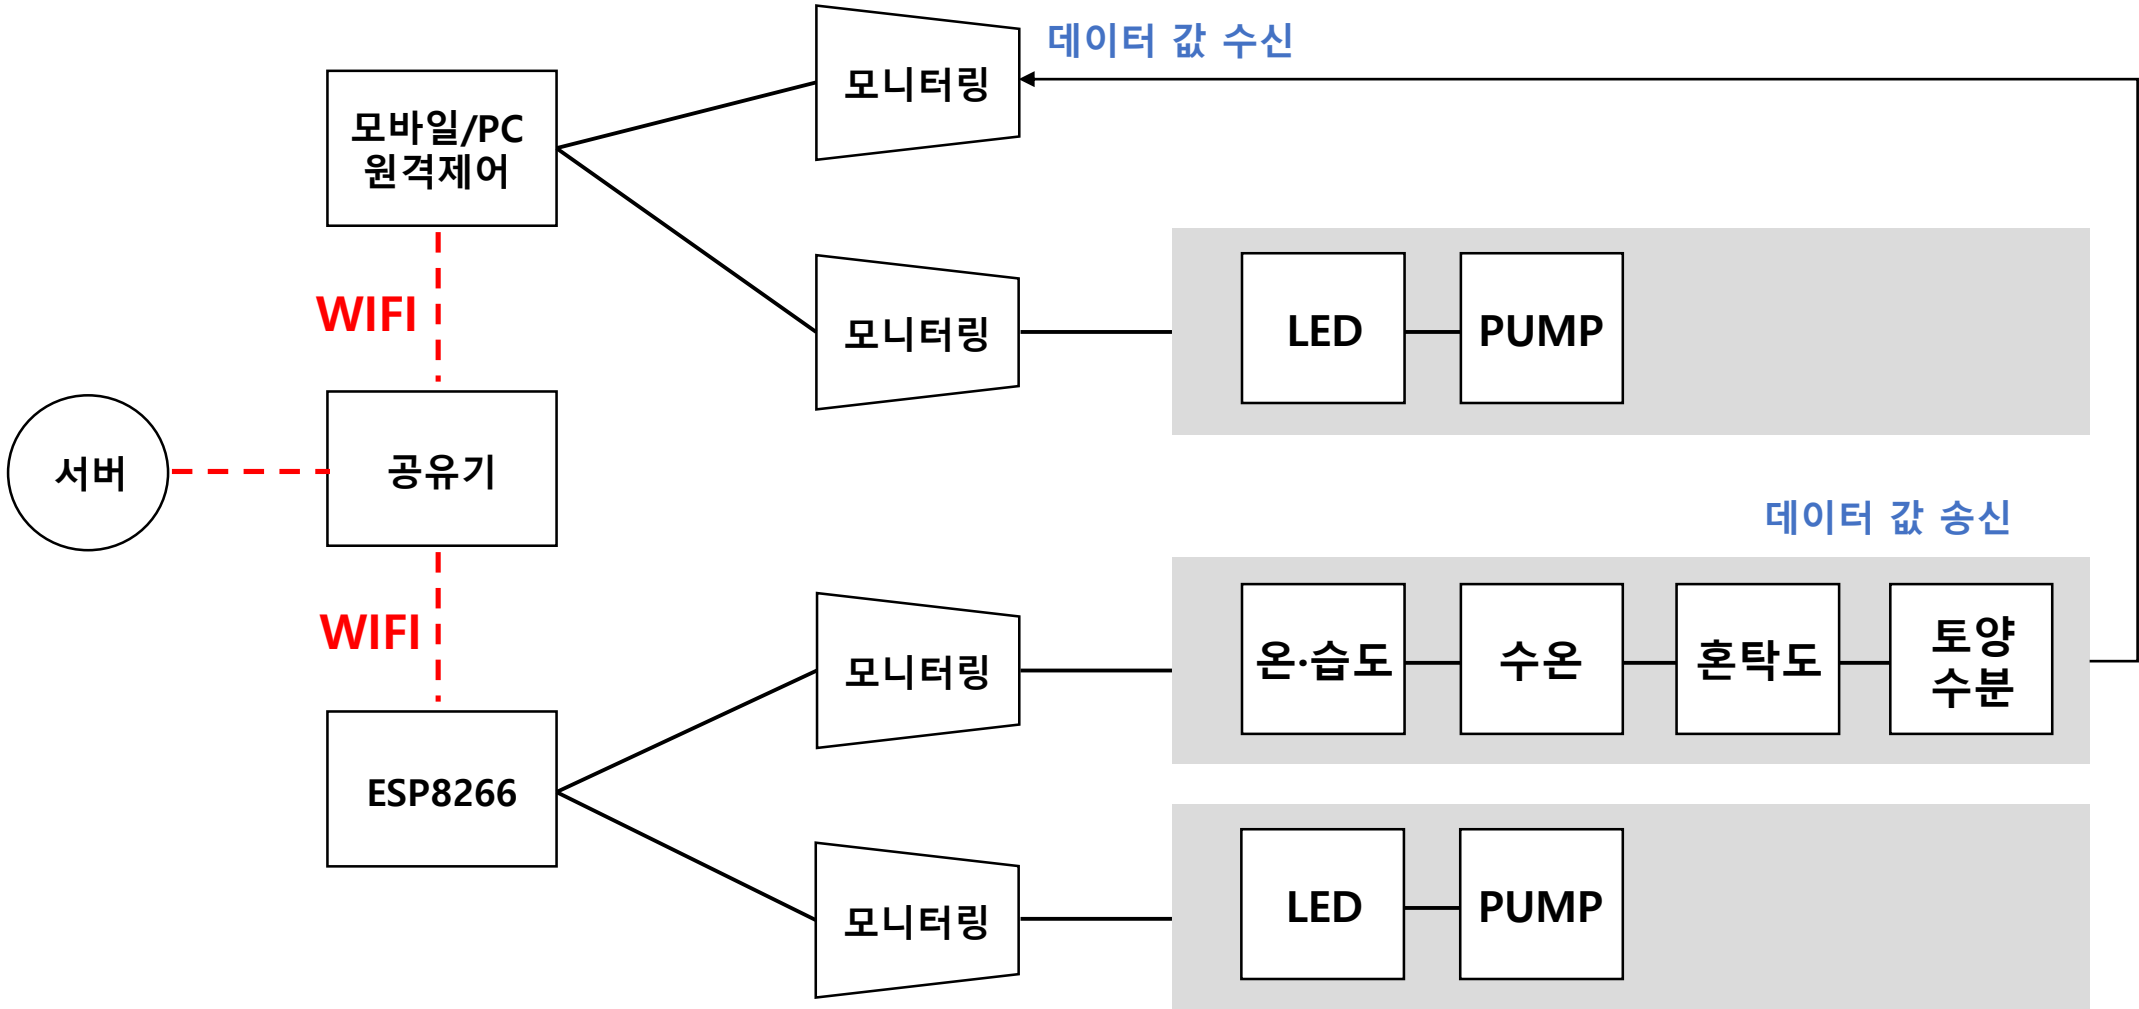 데이터 값 수신
모니터링
모바일/PC
원격제어
모니터링
LED
PUMP
WIFI
서버
공유기
데이터 값 송신
WIFI
모니터링
온·습도
수온
혼탁도
토양
수분
ESP8266
모니터링
LED
PUMP